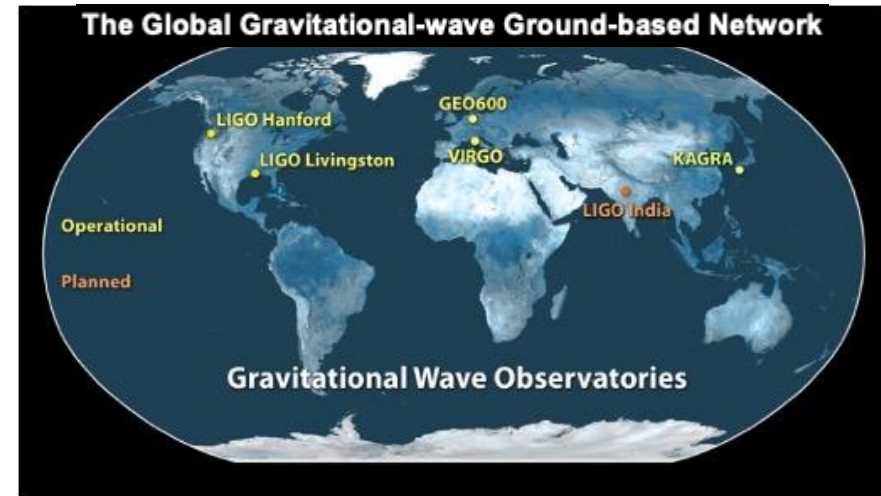 The Global Gravitational-wave Ground-based Network
GEO600
LIGO Hanford
VIRGO
KAGRA
LIGO Livingston
LIGO India
Operational
Planned
Gravitational Wave Observatories